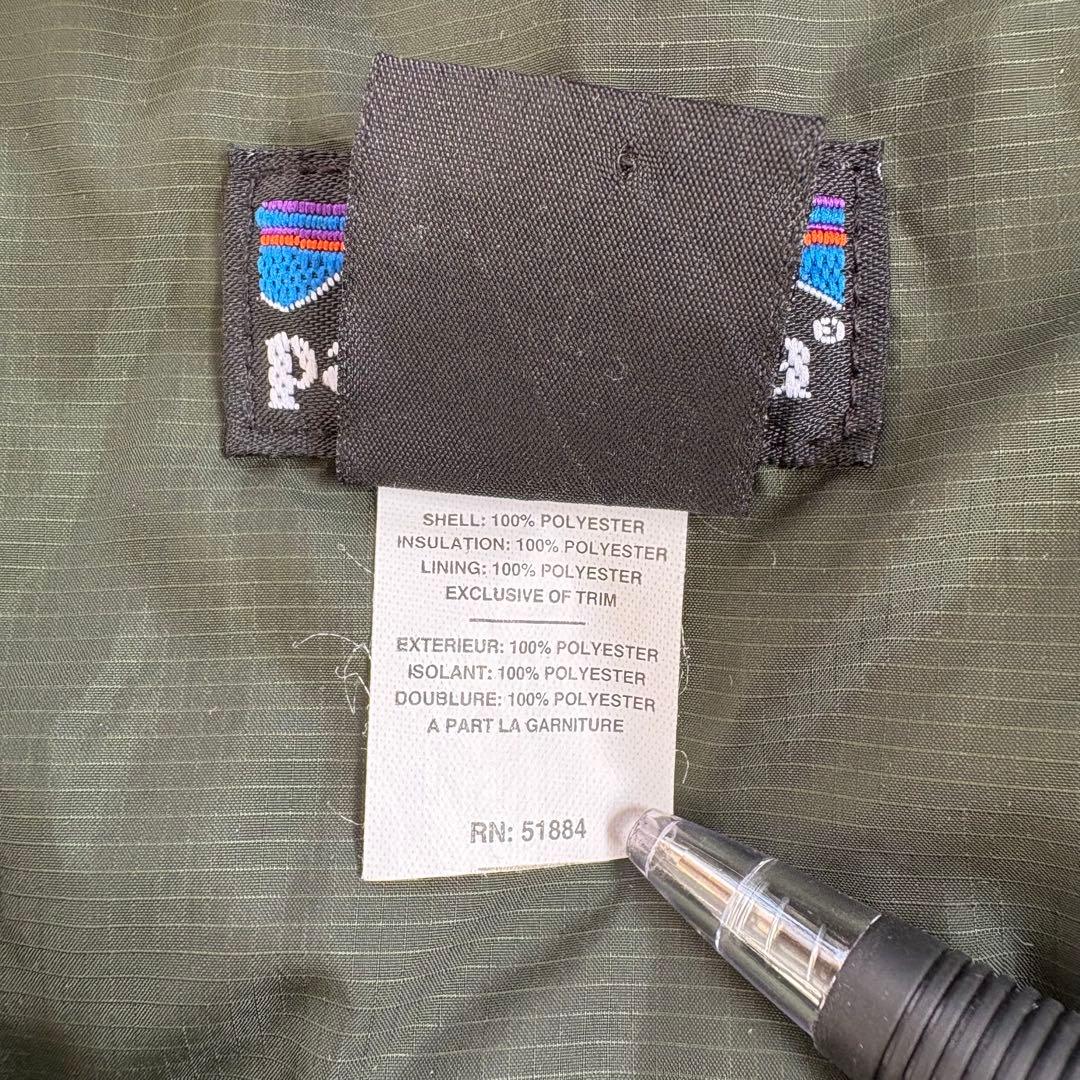 SHELL: 100% POLYESTER
INSULATION: 100% POLYESTER
LINING: 100% POLYESTER
EXCLUSIVE OF TRIM
EXTERIEUR: 100% POLYESTER
ISOLANT: 100% POLYESTER
DOUBLURE: 100% POLYESTER
A PART LA GARNITURE
RN: 51884